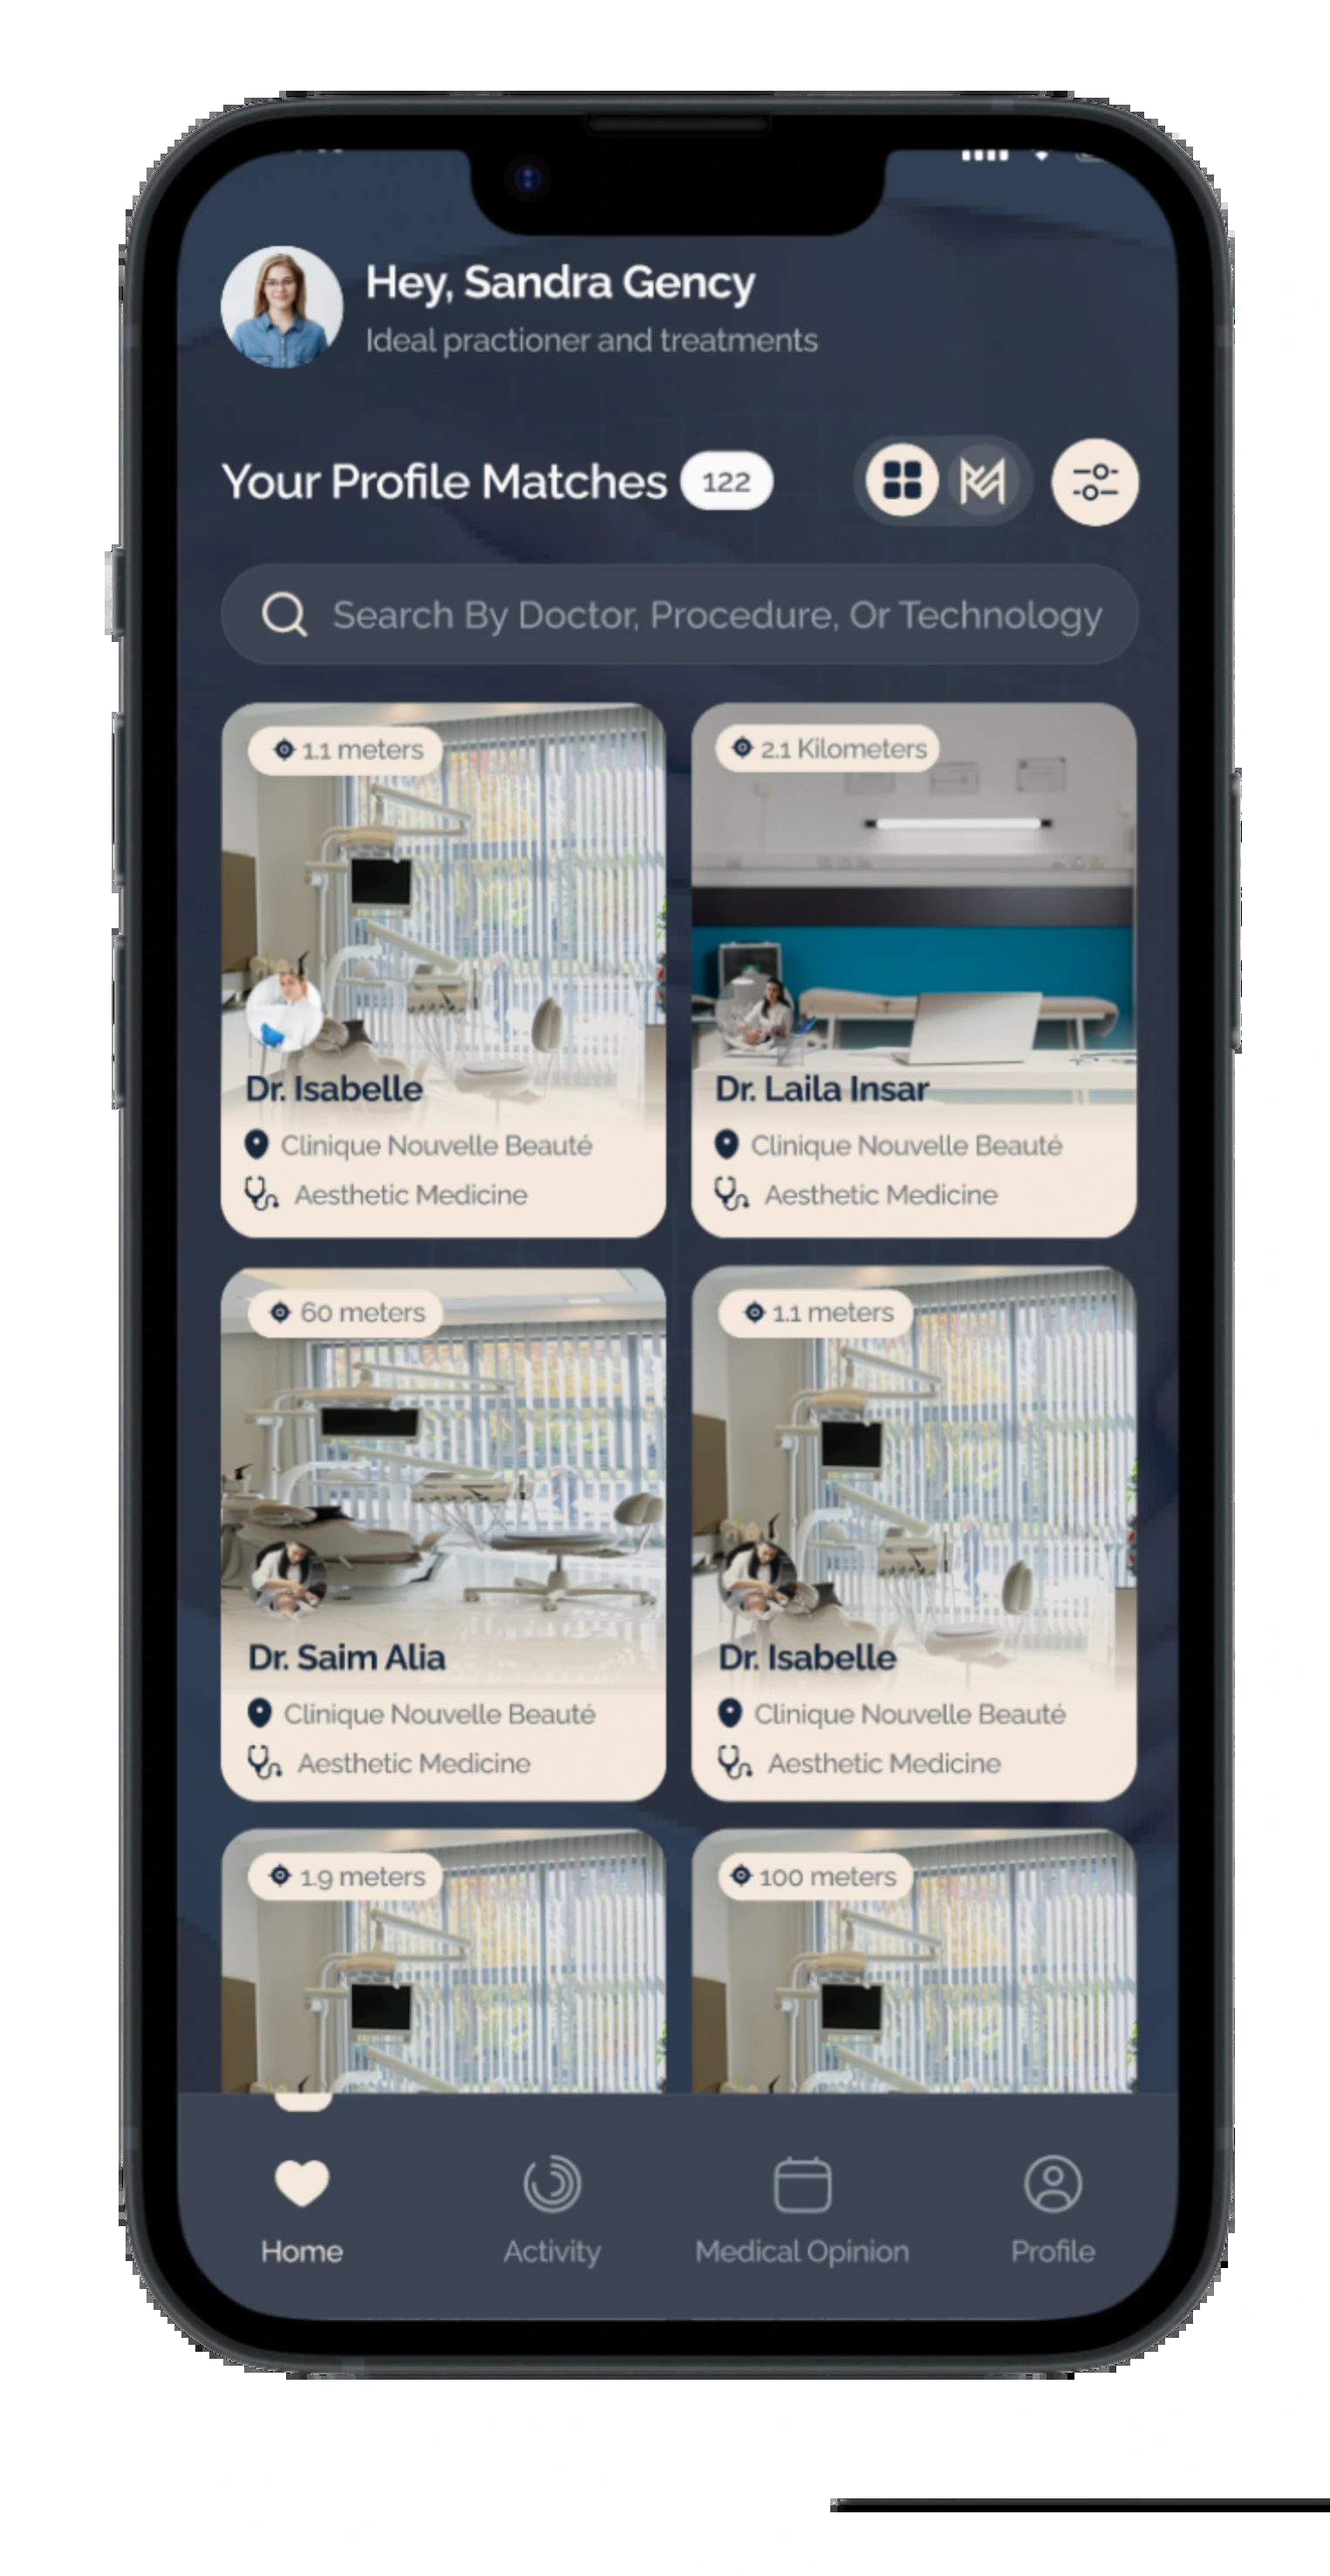 Hey, Sandra Gency
Ideal practioner and treatments
Your Profile Matches 122
Search By Doctor, Procedure, Or Technology
1.1 meters
Dr. Isabelle
Clinique Nouvelle Beauté
Aesthetic Medicine
2.1 Kilometers
Dr. Laila Insar
Clinique Nouvelle Beauté
Aesthetic Medicine
60 meters
Dr. Saim Alia
Clinique Nouvelle Beauté
Aesthetic Medicine
1.1 meters
Dr. Isabelle
Clinique Nouvelle Beauté
Aesthetic Medicine
1.9 meters
100 meters
Home
Activity
Medical Opinion
Profile